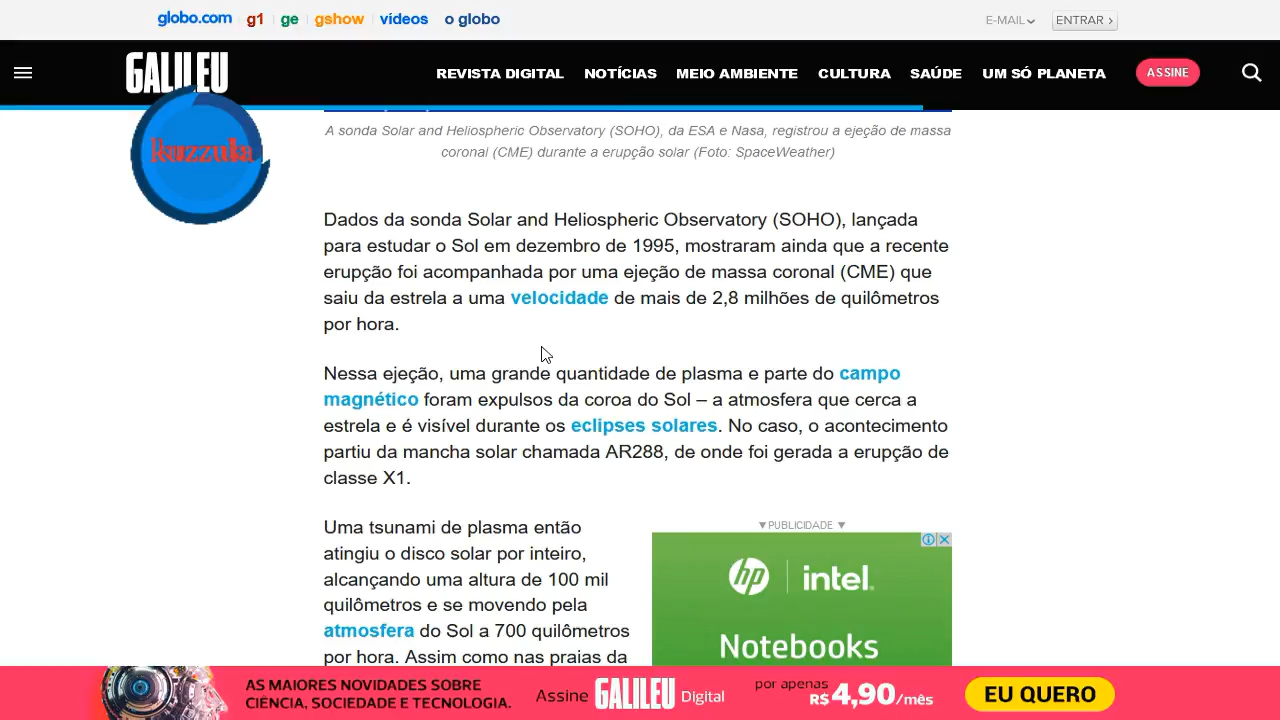 globo.com g1 ge gshow vídeos o globo E-MAIL ENTRAR
GALILEU REVISTA DIGITAL NOTÍCIAS MEIO AMBIENTE CULTURA SAÚDE UM SÓ PLANETA ASSINE
Ruzzula
A sonda Solar and Heliospheric Observatory (SOHO), da ESA e Nasa, registrou a ejeção de massa
coronal (CME) durante a erupção solar (Foto: SpaceWeather)
Dados da sonda Solar and Heliospheric Observatory (SOHO), lançada
para estudar o Sol em dezembro de 1995, mostraram ainda que a recente
erupção foi acompanhada por uma ejeção de massa coronal (CME) que
saiu da estrela a uma velocidade de mais de 2,8 milhões de quilômetros
por hora.
Nessa ejeção, uma grande quantidade de plasma e parte do campo
magnético foram expulsos da coroa do Sol – a atmosfera que cerca a
estrela e é visível durante os eclipses solares. No caso, o acontecimento
partiu da mancha solar chamada AR288, de onde foi gerada a erupção de
classe X1.
Uma tsunami de plasma então
atingiu o disco solar por inteiro,
alcançando uma altura de 100 mil
quilômetros e se movendo pela
atmosfera do Sol a 700 quilômetros
por hora. Assim como nas praias da
▼PUBLICIDADE ▼
hp intel.
Notebooks
AS MAIORES NOVIDADES SOBRE
CIÊNCIA, SOCIEDADE E TECNOLOGIA.
Assine GALILEU Digital
por apenas
R$ 4,90/mês
EU QUERO